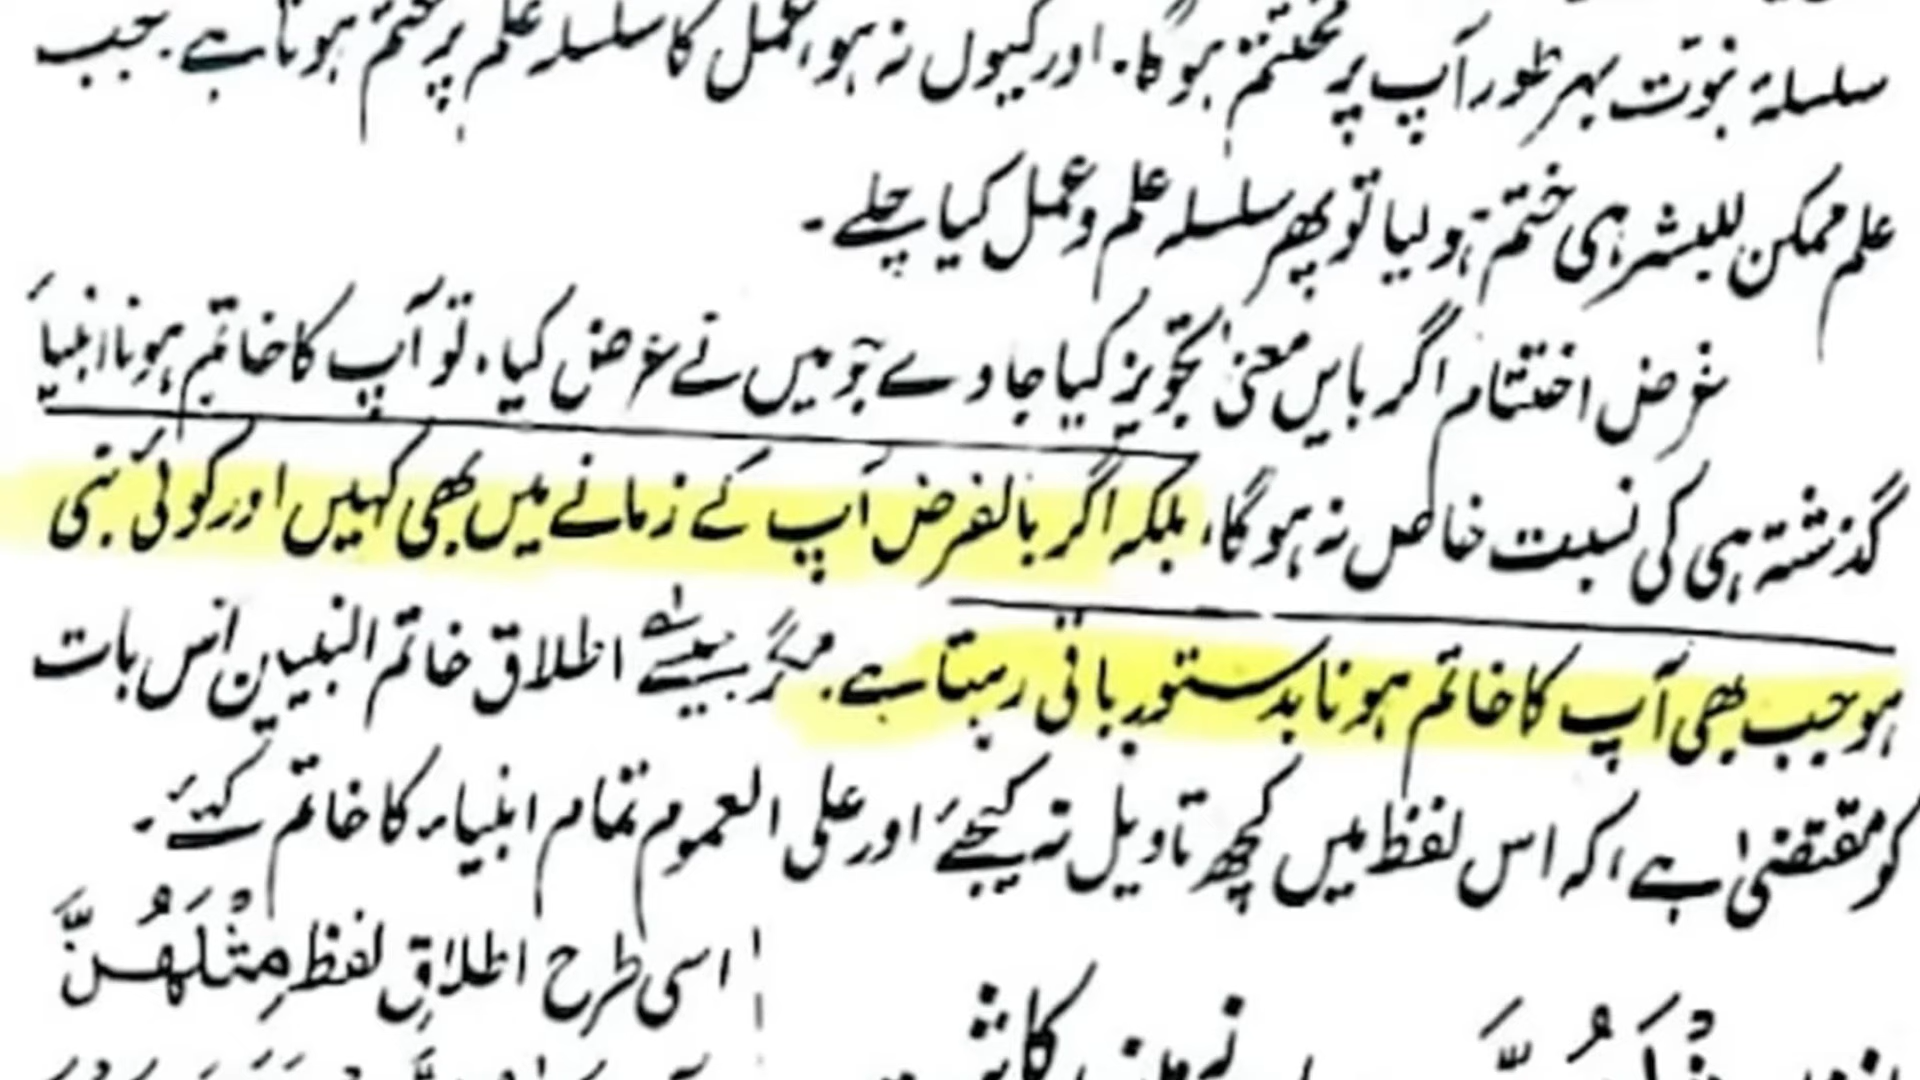 سلسلۂ نبوّت بہر طور آپ پر مختتم ہوگا۔ اور کیوں نہ ہو، عمل کا سلسلہ علم پر ختم ہوتا ہے۔ جب
علم ممکن للبشر ہی ختم ہولیا تو پھر سلسلہ علم و عمل کیا چلے۔
غرض اختتام اگر بایں معنیٰ تجویز کیا جاوے جو میں نے عرض کیا، تو آپ کا خاتم ہونا انبیاءَ
گذشتہ ہی کی نسبت خاص نہ ہوگا، بلکہ اگر بالفرض آپ کے زمانے میں بھی کہیں اور کوئی نبی
ہو جب بھی آپ کا خاتم ہونا بدستور باقی رہتا ہے۔ مگر جیسے اطلاق خاتم النبیین اس بات
کو مقتضیٰ ہے، کہ اس لفظ میں کچھ تاویل نہ کیجئے اور علی العموم تمام انبیاء کا خاتم کہئے۔
اسی طرح اطلاقِ لفظ مِثْلَهُنَّ